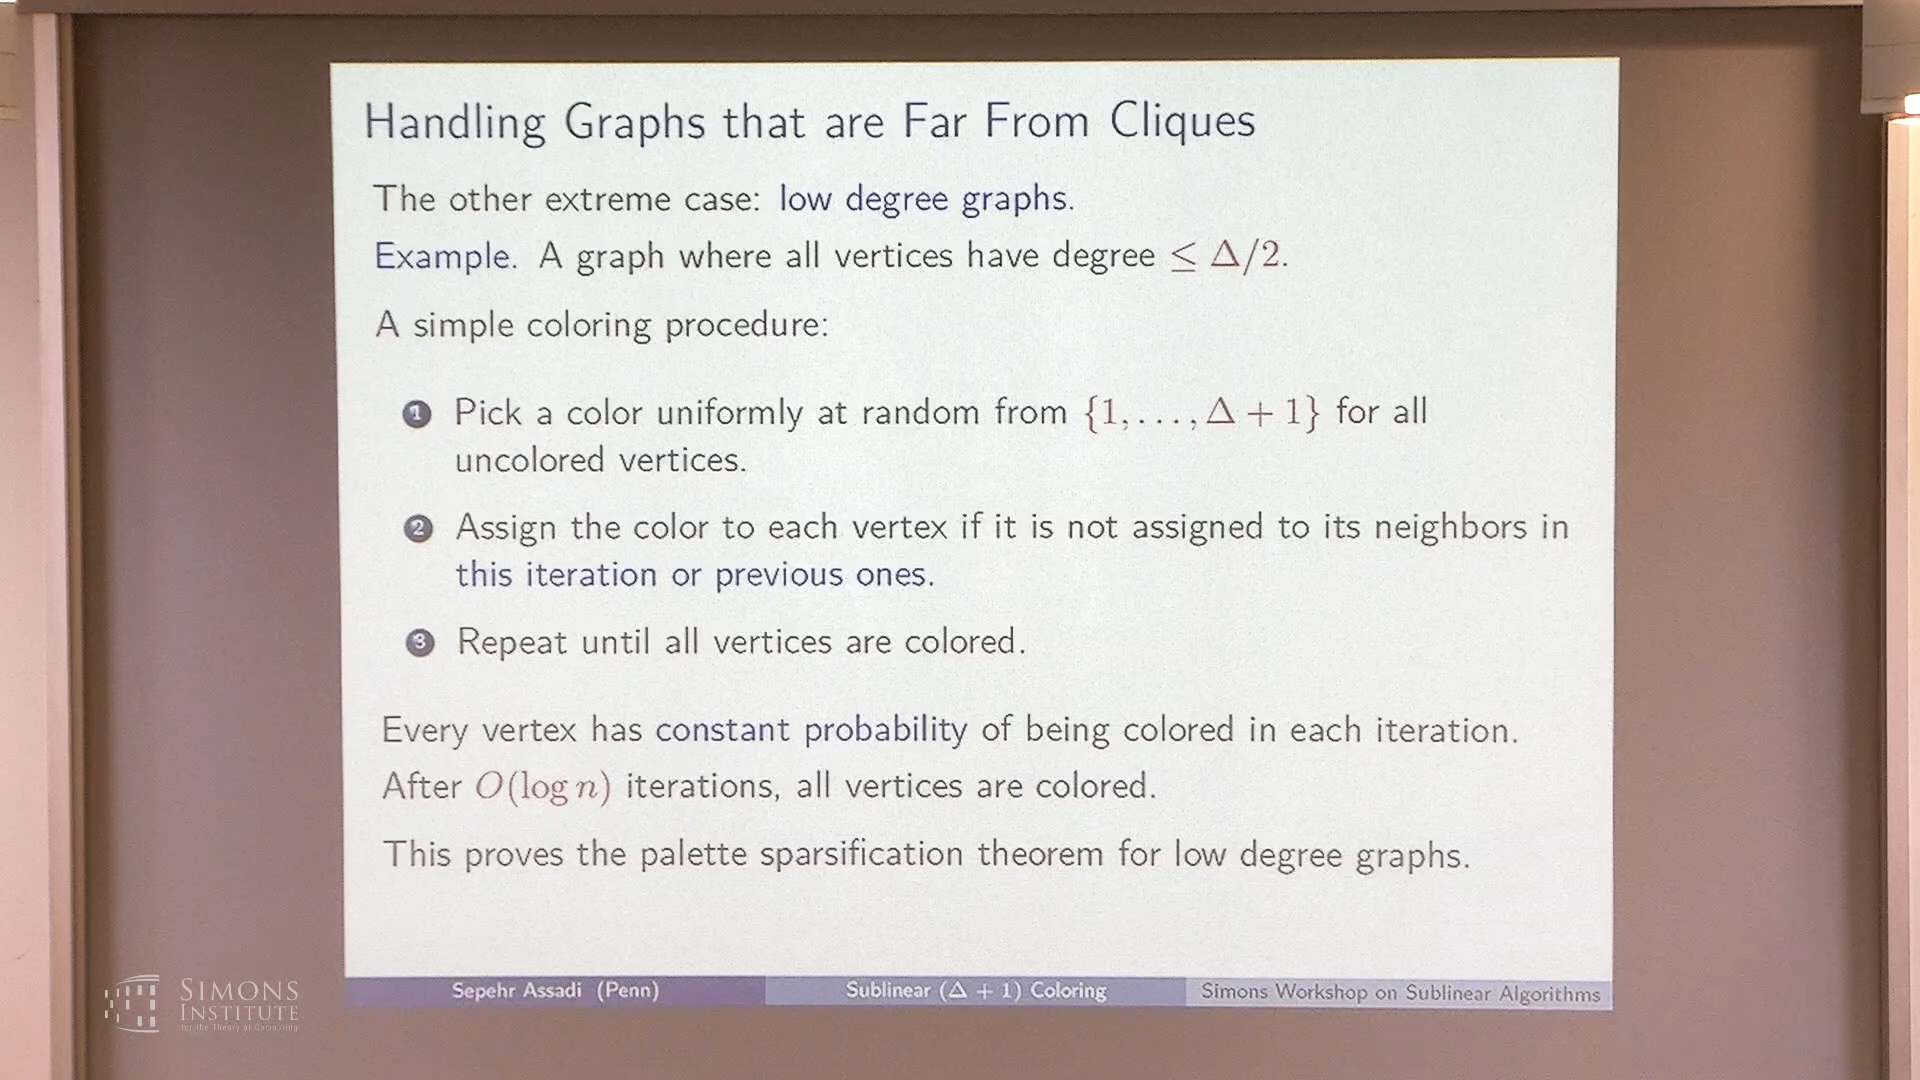 Handling Graphs that are Far From Cliques
The other extreme case: low degree graphs.
Example. A graph where all vertices have degree ≤ Δ/2.
A simple coloring procedure:
1 Pick a color uniformly at random from {1, . . . , Δ + 1} for all
uncolored vertices.
2 Assign the color to each vertex if it is not assigned to its neighbors in
this iteration or previous ones.
3 Repeat until all vertices are colored.
Every vertex has constant probability of being colored in each iteration.
After O(log n) iterations, all vertices are colored.
This proves the palette sparsification theorem for low degree graphs.
Sepehr Assadi (Penn)
Sublinear (Δ + 1) Coloring
Simons Workshop on Sublinear Algorithms
SIMONS
INSTITUTE
for the Theory of Computing